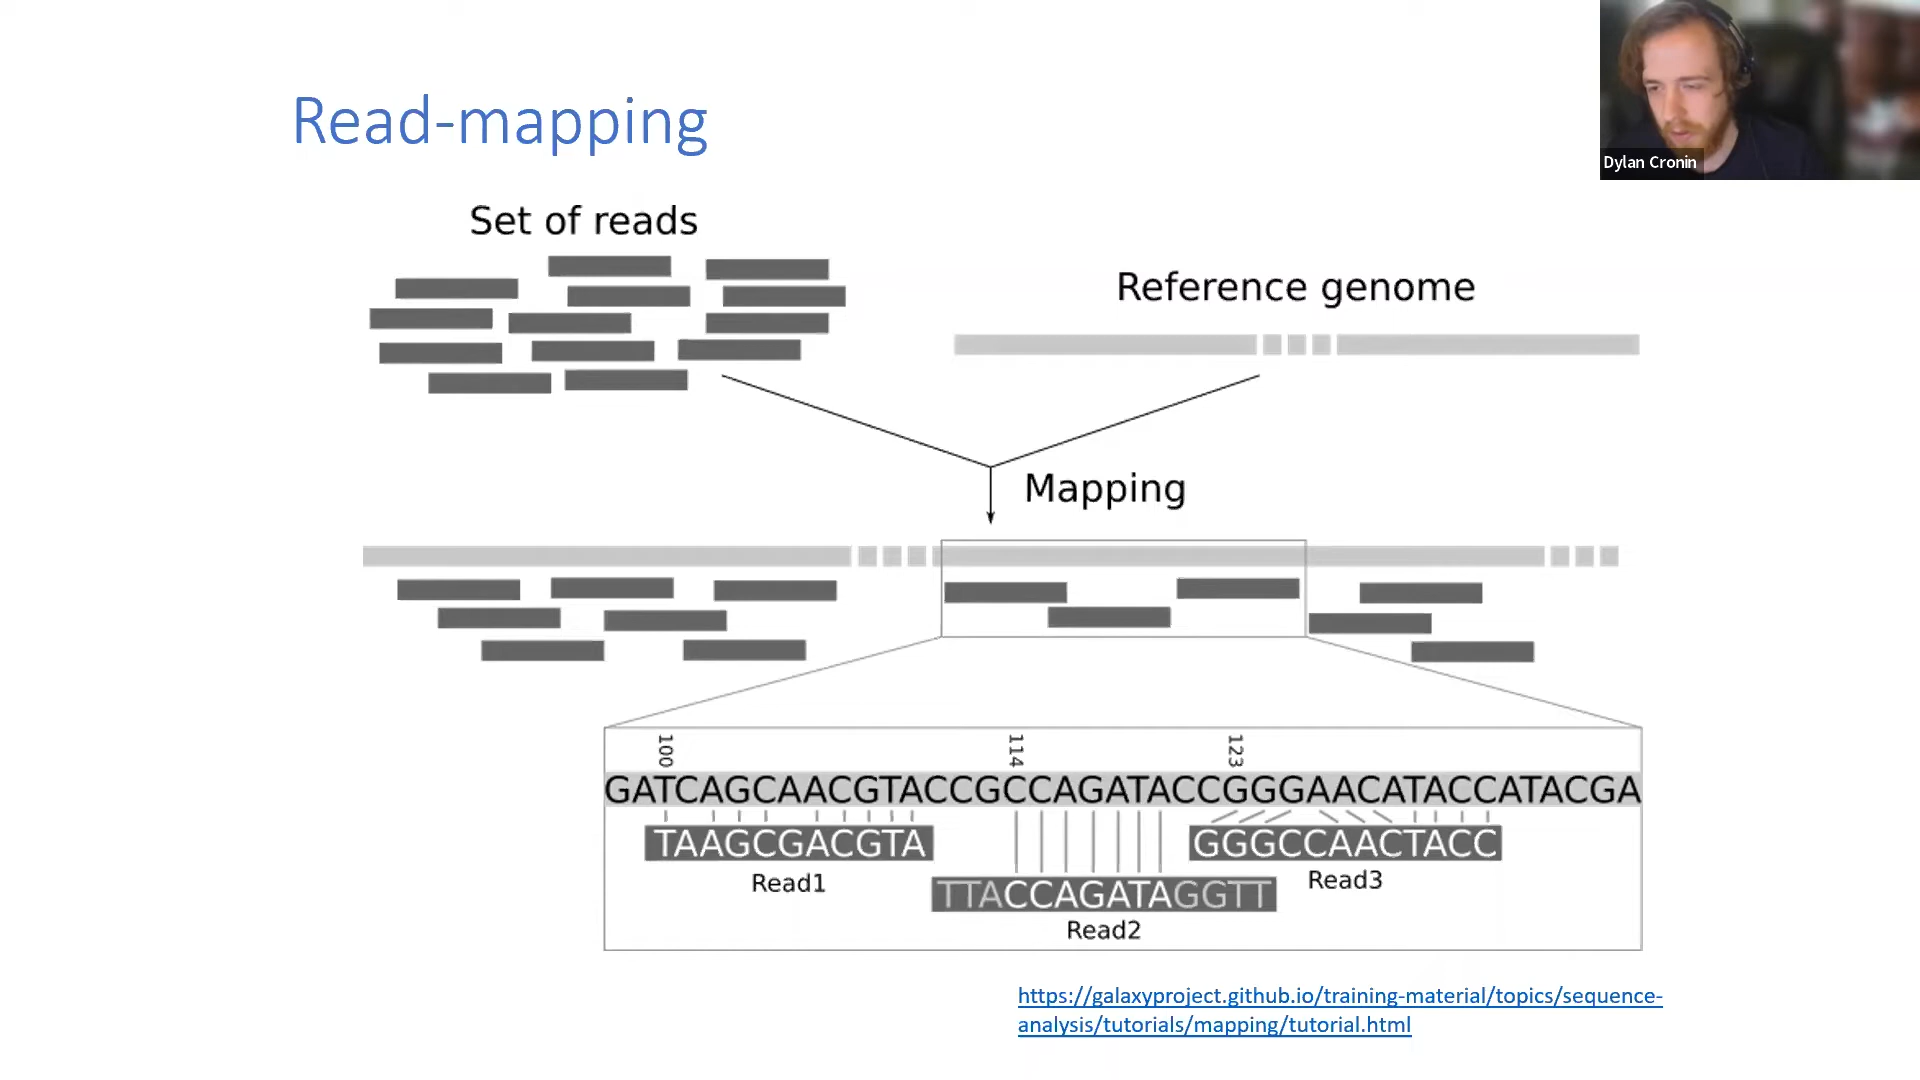 Read-mapping
Dylan Cronin
Set of reads
Reference genome
Mapping
100
114
123
GATCAGCAACGTACCGCCAGATACCGGGAACATACCATACGA
TAAGCGACGTA
GGGCCAACTACC
Read1
Read3
TTACCAGATAGGTT
Read2
https://galaxyproject.github.io/training-material/topics/sequence-
analysis/tutorials/mapping/tutorial.html